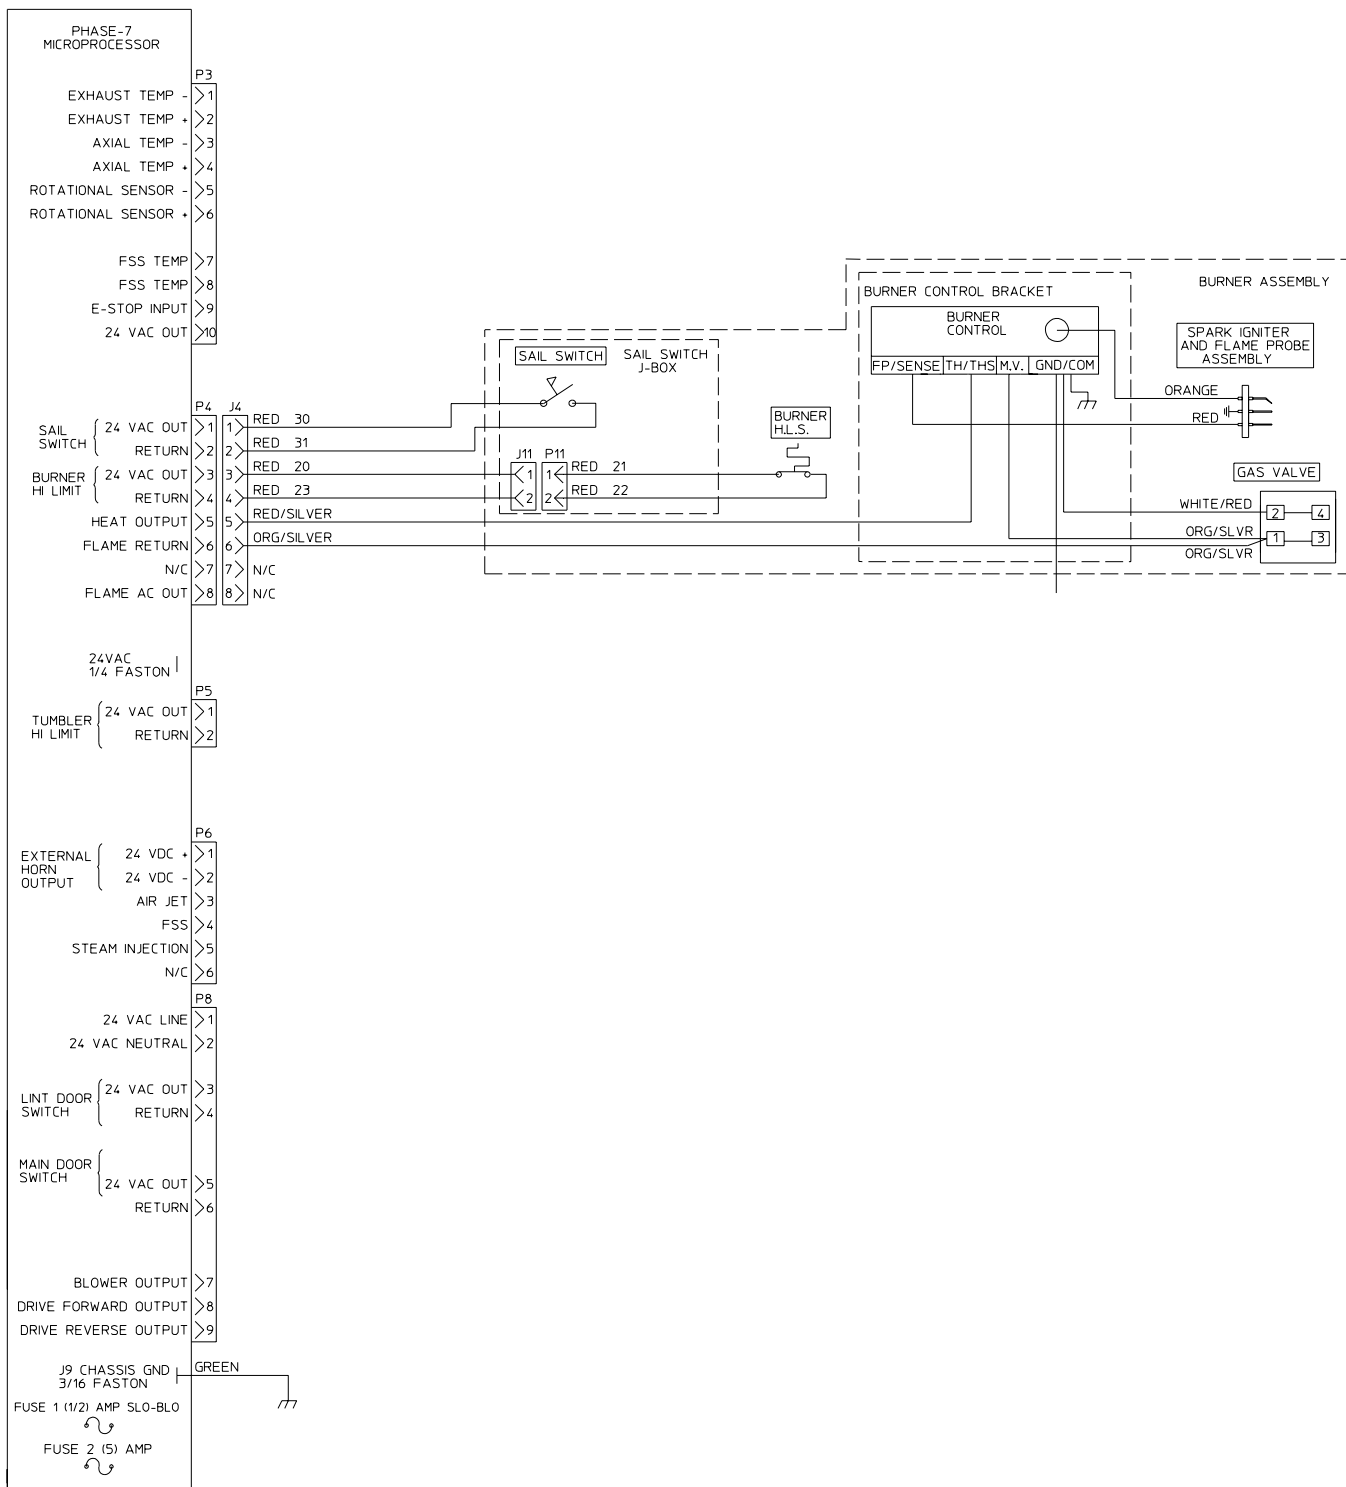 PHASE-7
MICROPROCESSOR
P3
EXHAUST TEMP - 1
EXHAUST TEMP + 2
AXIAL TEMP - 3
AXIAL TEMP + 4
ROTATIONAL SENSOR - 5
ROTATIONAL SENSOR + 6
FSS TEMP 7
FSS TEMP 8
E-STOP INPUT 9
24 VAC OUT 10
BURNER ASSEMBLY
BURNER CONTROL BRACKET
BURNER
CONTROL
FP/SENSE TH/THS M.V. GND/COM
SPARK IGNITER
AND FLAME PROBE
ASSEMBLY
ORANGE
RED
SAIL SWITCH
SAIL SWITCH
J-BOX
BURNER
H.L.S.
GAS VALVE
WHITE/RED
2 4
ORG/SLVR
1 3
ORG/SLVR
P4 J4
SAIL
SWITCH
24 VAC OUT 1 1 RED 30
RETURN 2 2 RED 31
BURNER
HI LIMIT
J11 P11
24 VAC OUT 3 3 RED 20 1 1 RED 21
RETURN 4 4 RED 23 2 2 RED 22
HEAT OUTPUT 5 5 RED/SILVER
FLAME RETURN 6 6 ORG/SILVER
N/C 7 7 N/C
FLAME AC OUT 8 8 N/C
24VAC
1/4 FASTON
P5
TUMBLER
HI LIMIT
24 VAC OUT 1
RETURN 2
P6
EXTERNAL
HORN
OUTPUT
24 VDC + 1
24 VDC - 2
AIR JET 3
FSS 4
STEAM INJECTION 5
N/C 6
P8
24 VAC LINE 1
24 VAC NEUTRAL 2
LINT DOOR
SWITCH
24 VAC OUT 3
RETURN 4
MAIN DOOR
SWITCH
24 VAC OUT 5
RETURN 6
BLOWER OUTPUT 7
DRIVE FORWARD OUTPUT 8
DRIVE REVERSE OUTPUT 9
J9 CHASSIS GND
3/16 FASTON
GREEN
FUSE 1 (1/2) AMP SLO-BLO
FUSE 2 (5) AMP